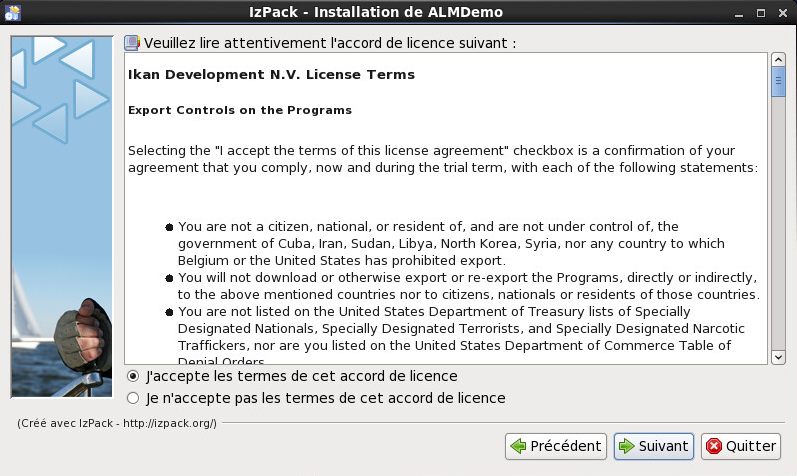 IzPack - Installation de ALMDemo
Veuillez lire attentivement l'accord de licence suivant :
Ikan Development N.V. License Terms
Export Controls on the Programs
Selecting the "I accept the terms of this license agreement" checkbox is a confirmation of your
agreement that you comply, now and during the trial term, with each of the following statements:
You are not a citizen, national, or resident of, and are not under control of, the
government of Cuba, Iran, Sudan, Libya, North Korea, Syria, nor any country to which
Belgium or the United States has prohibited export.
You will not download or otherwise export or re-export the Programs, directly or indirectly,
to the above mentioned countries nor to citizens, nationals or residents of those countries.
You are not listed on the United States Department of Treasury lists of Specially
Designated Nationals, Specially Designated Terrorists, and Specially Designated Narcotic
Traffickers, nor are you listed on the United States Department of Commerce Table of
Denial Orders.
J'accepte les termes de cet accord de licence
Je n'accepte pas les termes de cet accord de licence
(Créé avec IzPack - http://izpack.org/)
Précédent
Suivant
Quitter